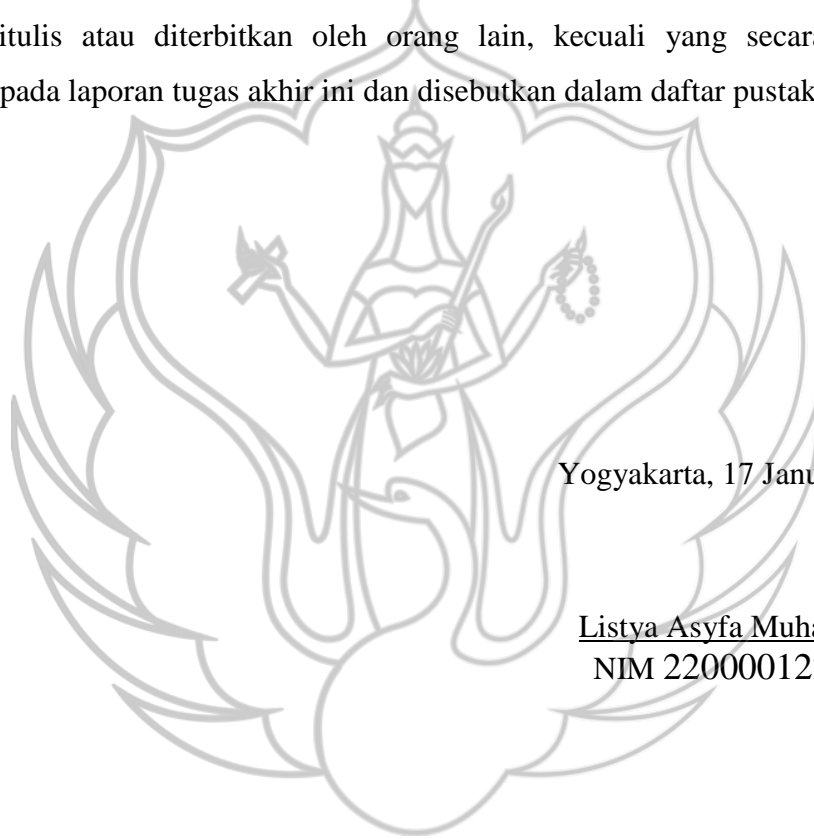 itulis atau diterbitkan oleh orang lain, kecuali yang secara
pada laporan tugas akhir ini dan disebutkan dalam daftar pustak
Yogyakarta, 17 Janu
Listya Asyfa Muha
NIM 22000012